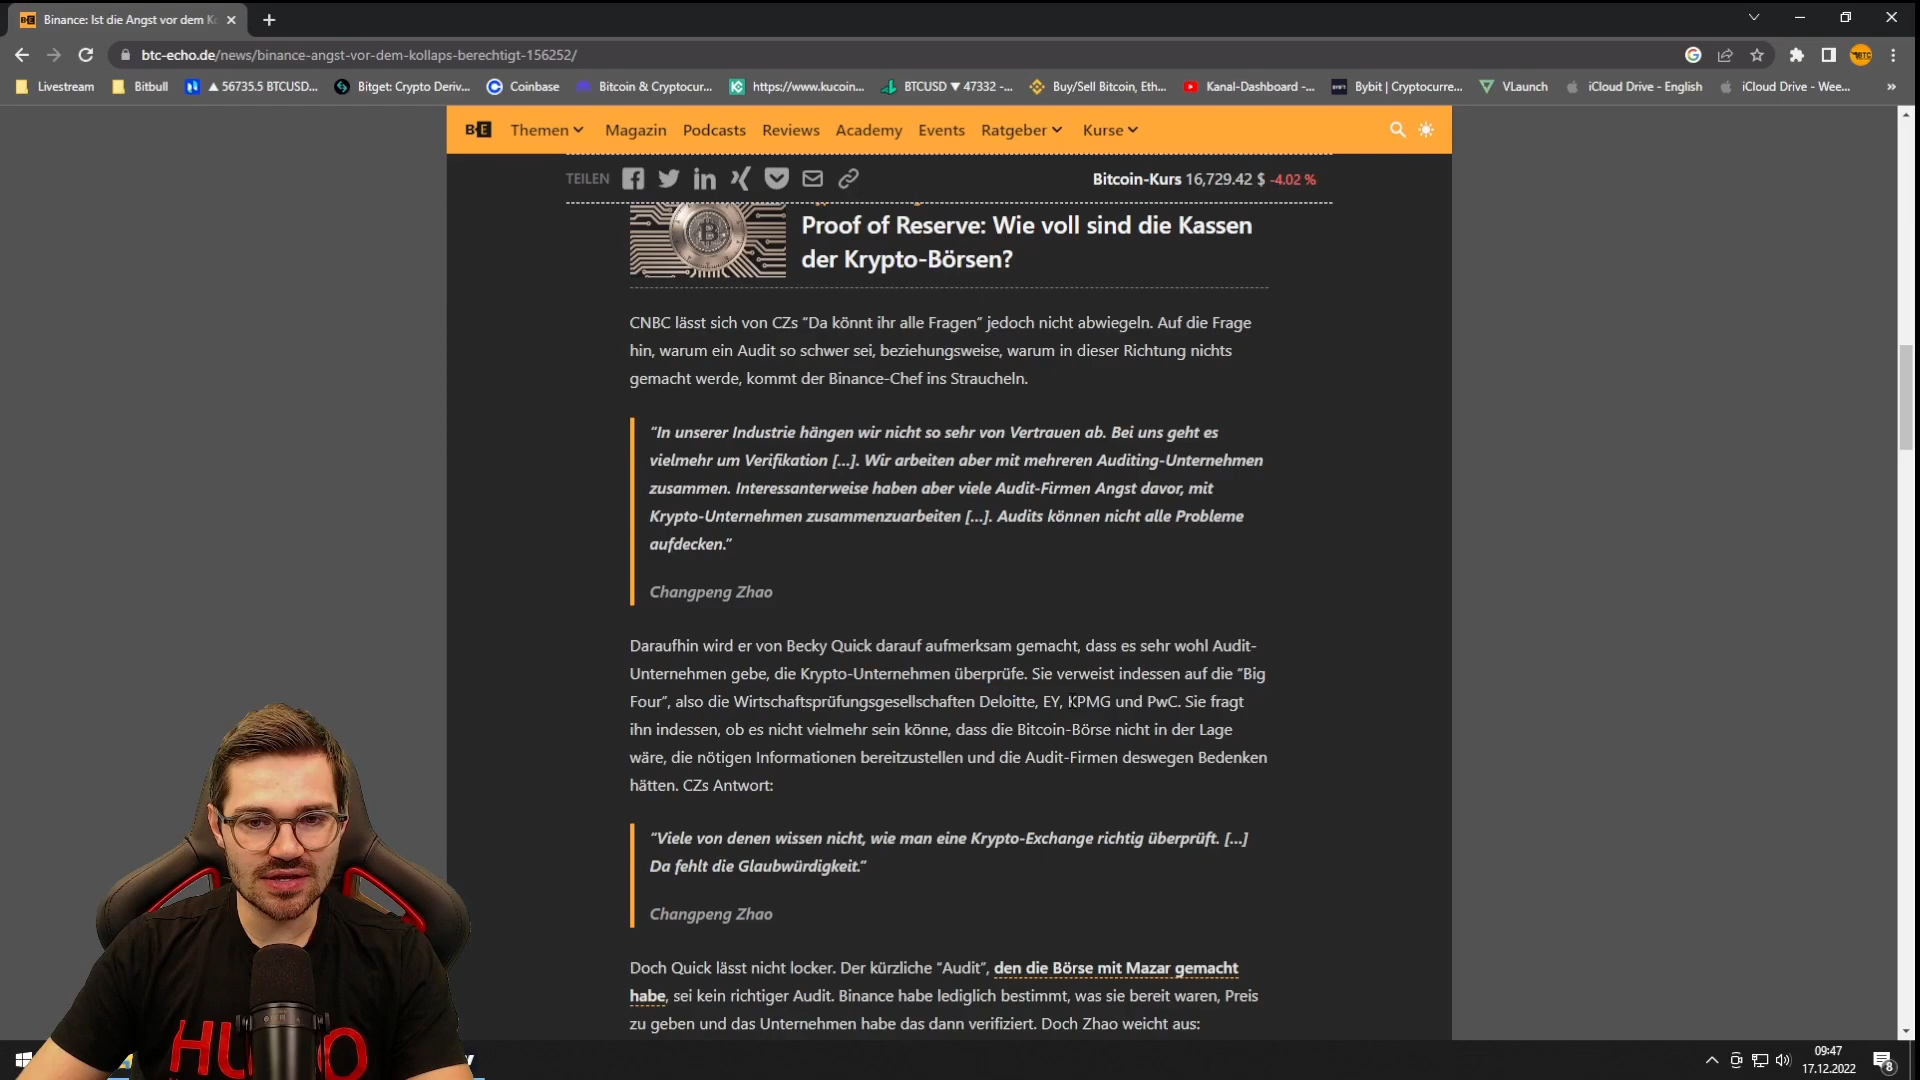 Binance: Ist die Angst vor dem Ko
btc-echo.de/news/binance-angst-vor-dem-kollaps-berechtigt-156252/
Livestream
Bitbull
▲ 56735.5 BTCUSD...
Bitget: Crypto Deriv...
Coinbase
Bitcoin & Cryptocur...
https://www.kucoin...
BTCUSD ▼ 47332 -...
Buy/Sell Bitcoin, Eth...
Kanal-Dashboard -...
Bybit | Cryptocurre...
VLaunch
iCloud Drive - English
iCloud Drive - Wee...
»
Themen
Magazin
Podcasts
Reviews
Academy
Events
Ratgeber
Kurse
TEILEN
Bitcoin-Kurs 16,729.42 $ -4.02 %
Proof of Reserve: Wie voll sind die Kassen
der Krypto-Börsen?
CNBC lässt sich von CZs “Da könnt ihr alle Fragen” jedoch nicht abwiegeln. Auf die Frage
hin, warum ein Audit so schwer sei, beziehungsweise, warum in dieser Richtung nichts
gemacht werde, kommt der Binance-Chef ins Straucheln.
“In unserer Industrie hängen wir nicht so sehr von Vertrauen ab. Bei uns geht es
vielmehr um Verifikation […]. Wir arbeiten aber mit mehreren Auditing-Unternehmen
zusammen. Interessanterweise haben aber viele Audit-Firmen Angst davor, mit
Krypto-Unternehmen zusammenzuarbeiten […]. Audits können nicht alle Probleme
aufdecken.”
Changpeng Zhao
Daraufhin wird er von Becky Quick darauf aufmerksam gemacht, dass es sehr wohl Audit-
Unternehmen gebe, die Krypto-Unternehmen überprüfe. Sie verweist indessen auf die “Big
Four”, also die Wirtschaftsprüfungsgesellschaften Deloitte, EY, KPMG und PwC. Sie fragt
ihn indessen, ob es nicht vielmehr sein könne, dass die Bitcoin-Börse nicht in der Lage
wäre, die nötigen Informationen bereitzustellen und die Audit-Firmen deswegen Bedenken
hätten. CZs Antwort:
“Viele von denen wissen nicht, wie man eine Krypto-Exchange richtig überprüft. […]
Da fehlt die Glaubwürdigkeit.”
Changpeng Zhao
Doch Quick lässt nicht locker. Der kürzliche “Audit”, den die Börse mit Mazar gemacht
habe, sei kein richtiger Audit. Binance habe lediglich bestimmt, was sie bereit waren, Preis
zu geben und das Unternehmen habe das dann verifiziert. Doch Zhao weicht aus:
09:47
17.12.2022
8